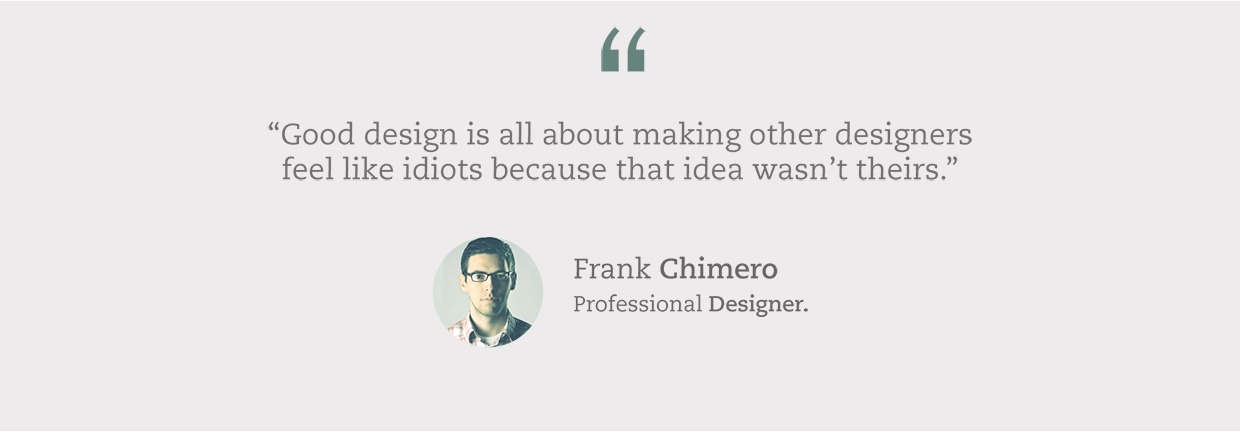 “
“Good design is all about making other designers
feel like idiots because that idea wasn’t theirs.”
Frank Chimero
Professional Designer.